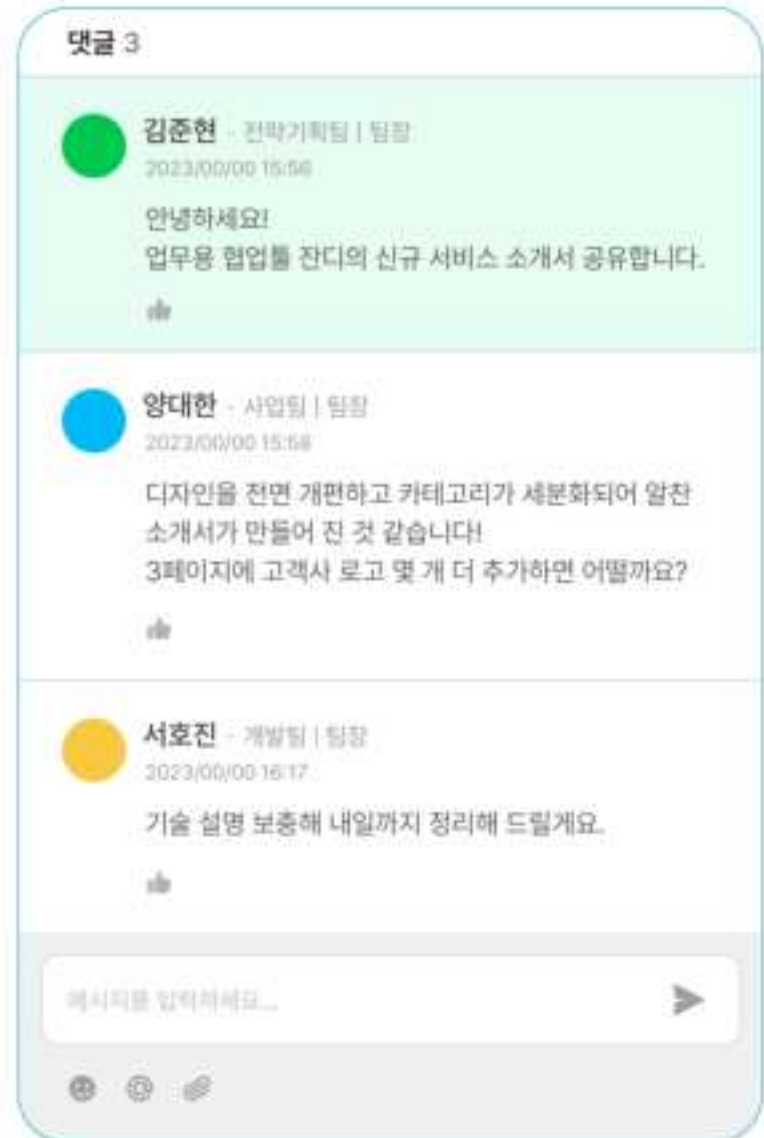 댓글 3
김준현 - 전략기획팀 | 팀장
2023/00/00 15:56
안녕하세요!
업무용 협업툴 잔디의 신규 서비스 소개서 공유합니다.
양대한 - 사업팀 | 팀장
2023/00/00 15:58
디자인을 전면 개편하고 카테고리가 세분화되어 알찬
소개서가 만들어 진 것 같습니다!
3페이지에 고객사 로고 몇 개 더 추가하면 어떨까요?
서호진 - 개발팀 | 팀장
2023/00/00 16:17
기술 설명 보충해 내일까지 정리해 드릴게요.
메시지를 입력하세요...